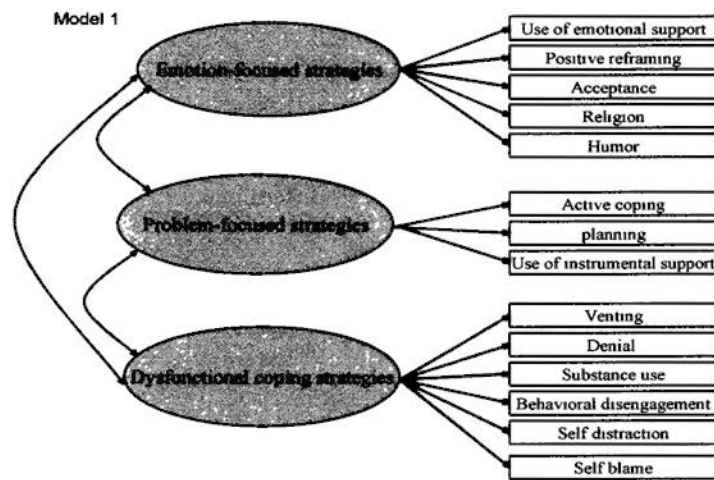 Model 1
Emotion-focused strategies
Use of emotional support
Positive reframing
Acceptance
Religion
Humor
Problem-focused strategies
Active coping
planning
Use of instrumental support
Dysfunctional coping strategies
Venting
Denial
Substance use
Behavioral disengagement
Self distraction
Self blame